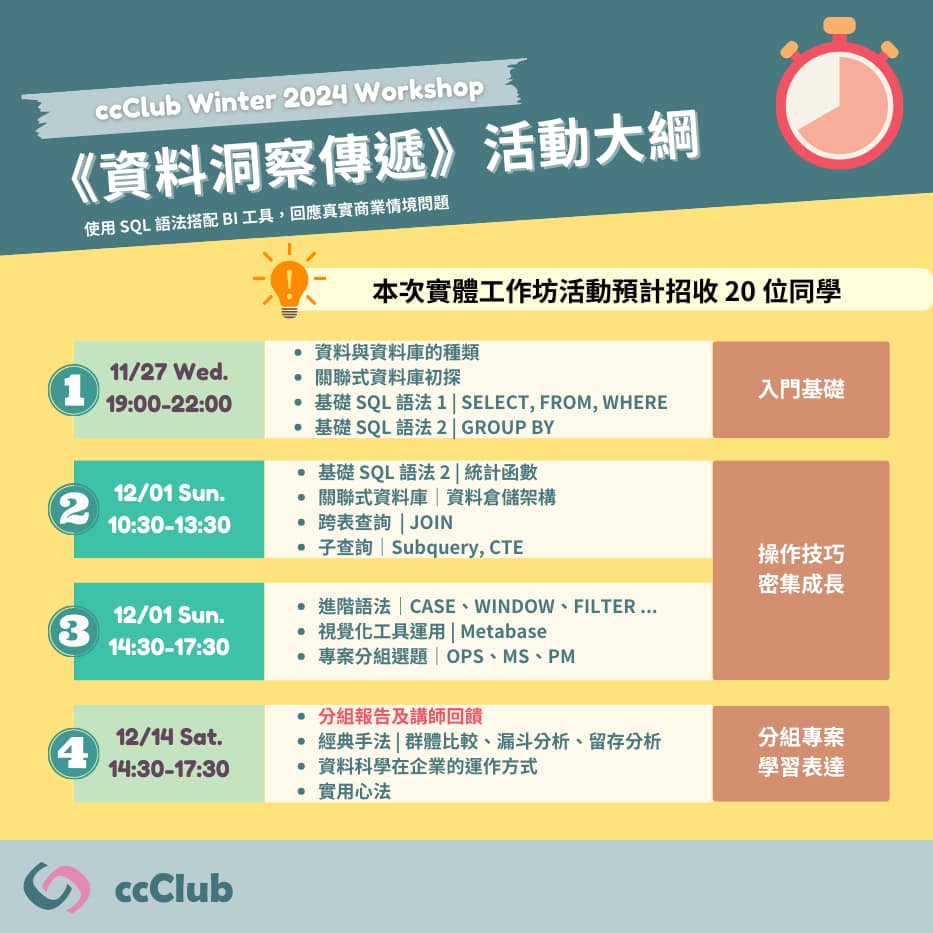 ccClub Winter 2024 Workshop
《資料洞察傳遞》活動大綱
使用 SQL 語法搭配 BI 工具，回應真實商業情境問題
本次實體工作坊活動預計招收 20 位同學
1
11/27 Wed.
19:00-22:00
• 資料與資料庫的種類
• 關聯式資料庫初探
• 基礎 SQL 語法 1 | SELECT, FROM, WHERE
• 基礎 SQL 語法 2 | GROUP BY
入門基礎
2
12/01 Sun.
10:30-13:30
• 基礎 SQL 語法 2 | 統計函數
• 關聯式資料庫｜資料倉儲架構
• 跨表查詢 | JOIN
• 子查詢｜Subquery, CTE
操作技巧
密集成長
3
12/01 Sun.
14:30-17:30
• 進階語法｜CASE、WINDOW、FILTER ...
• 視覺化工具運用 | Metabase
• 專案分組選題｜OPS、MS、PM
4
12/14 Sat.
14:30-17:30
• 分組報告及講師回饋
• 經典手法 | 群體比較、漏斗分析、留存分析
• 資料科學在企業的運作方式
• 實用心法
分組專案
學習表達
ccClub